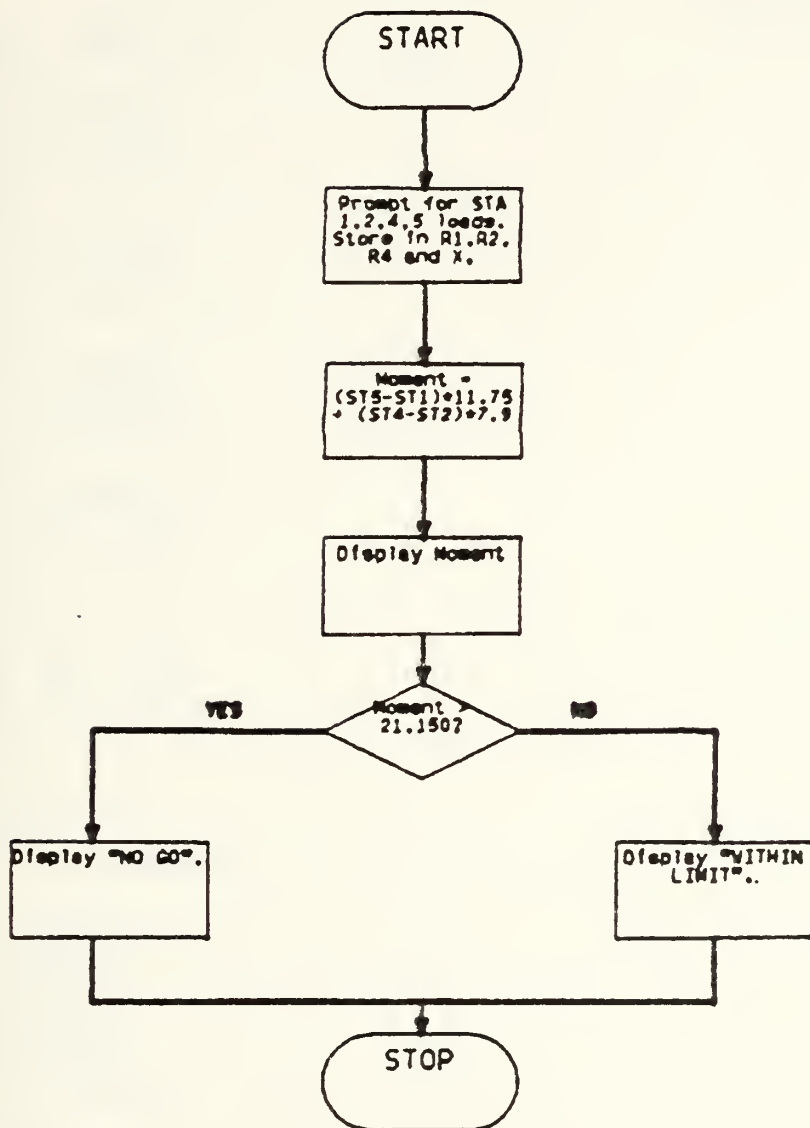 START
Prompt for STA
1,2,4,5 loads.
Store in R1,R2,
R4 and X.
Moment =
(ST5-ST1)*11.75
+ (ST4-ST2)*7.9
Display Moment
Moment >
21,150?
YES
NO
Display "NO GO".
Display "WITHIN
LIMIT"..
STOP